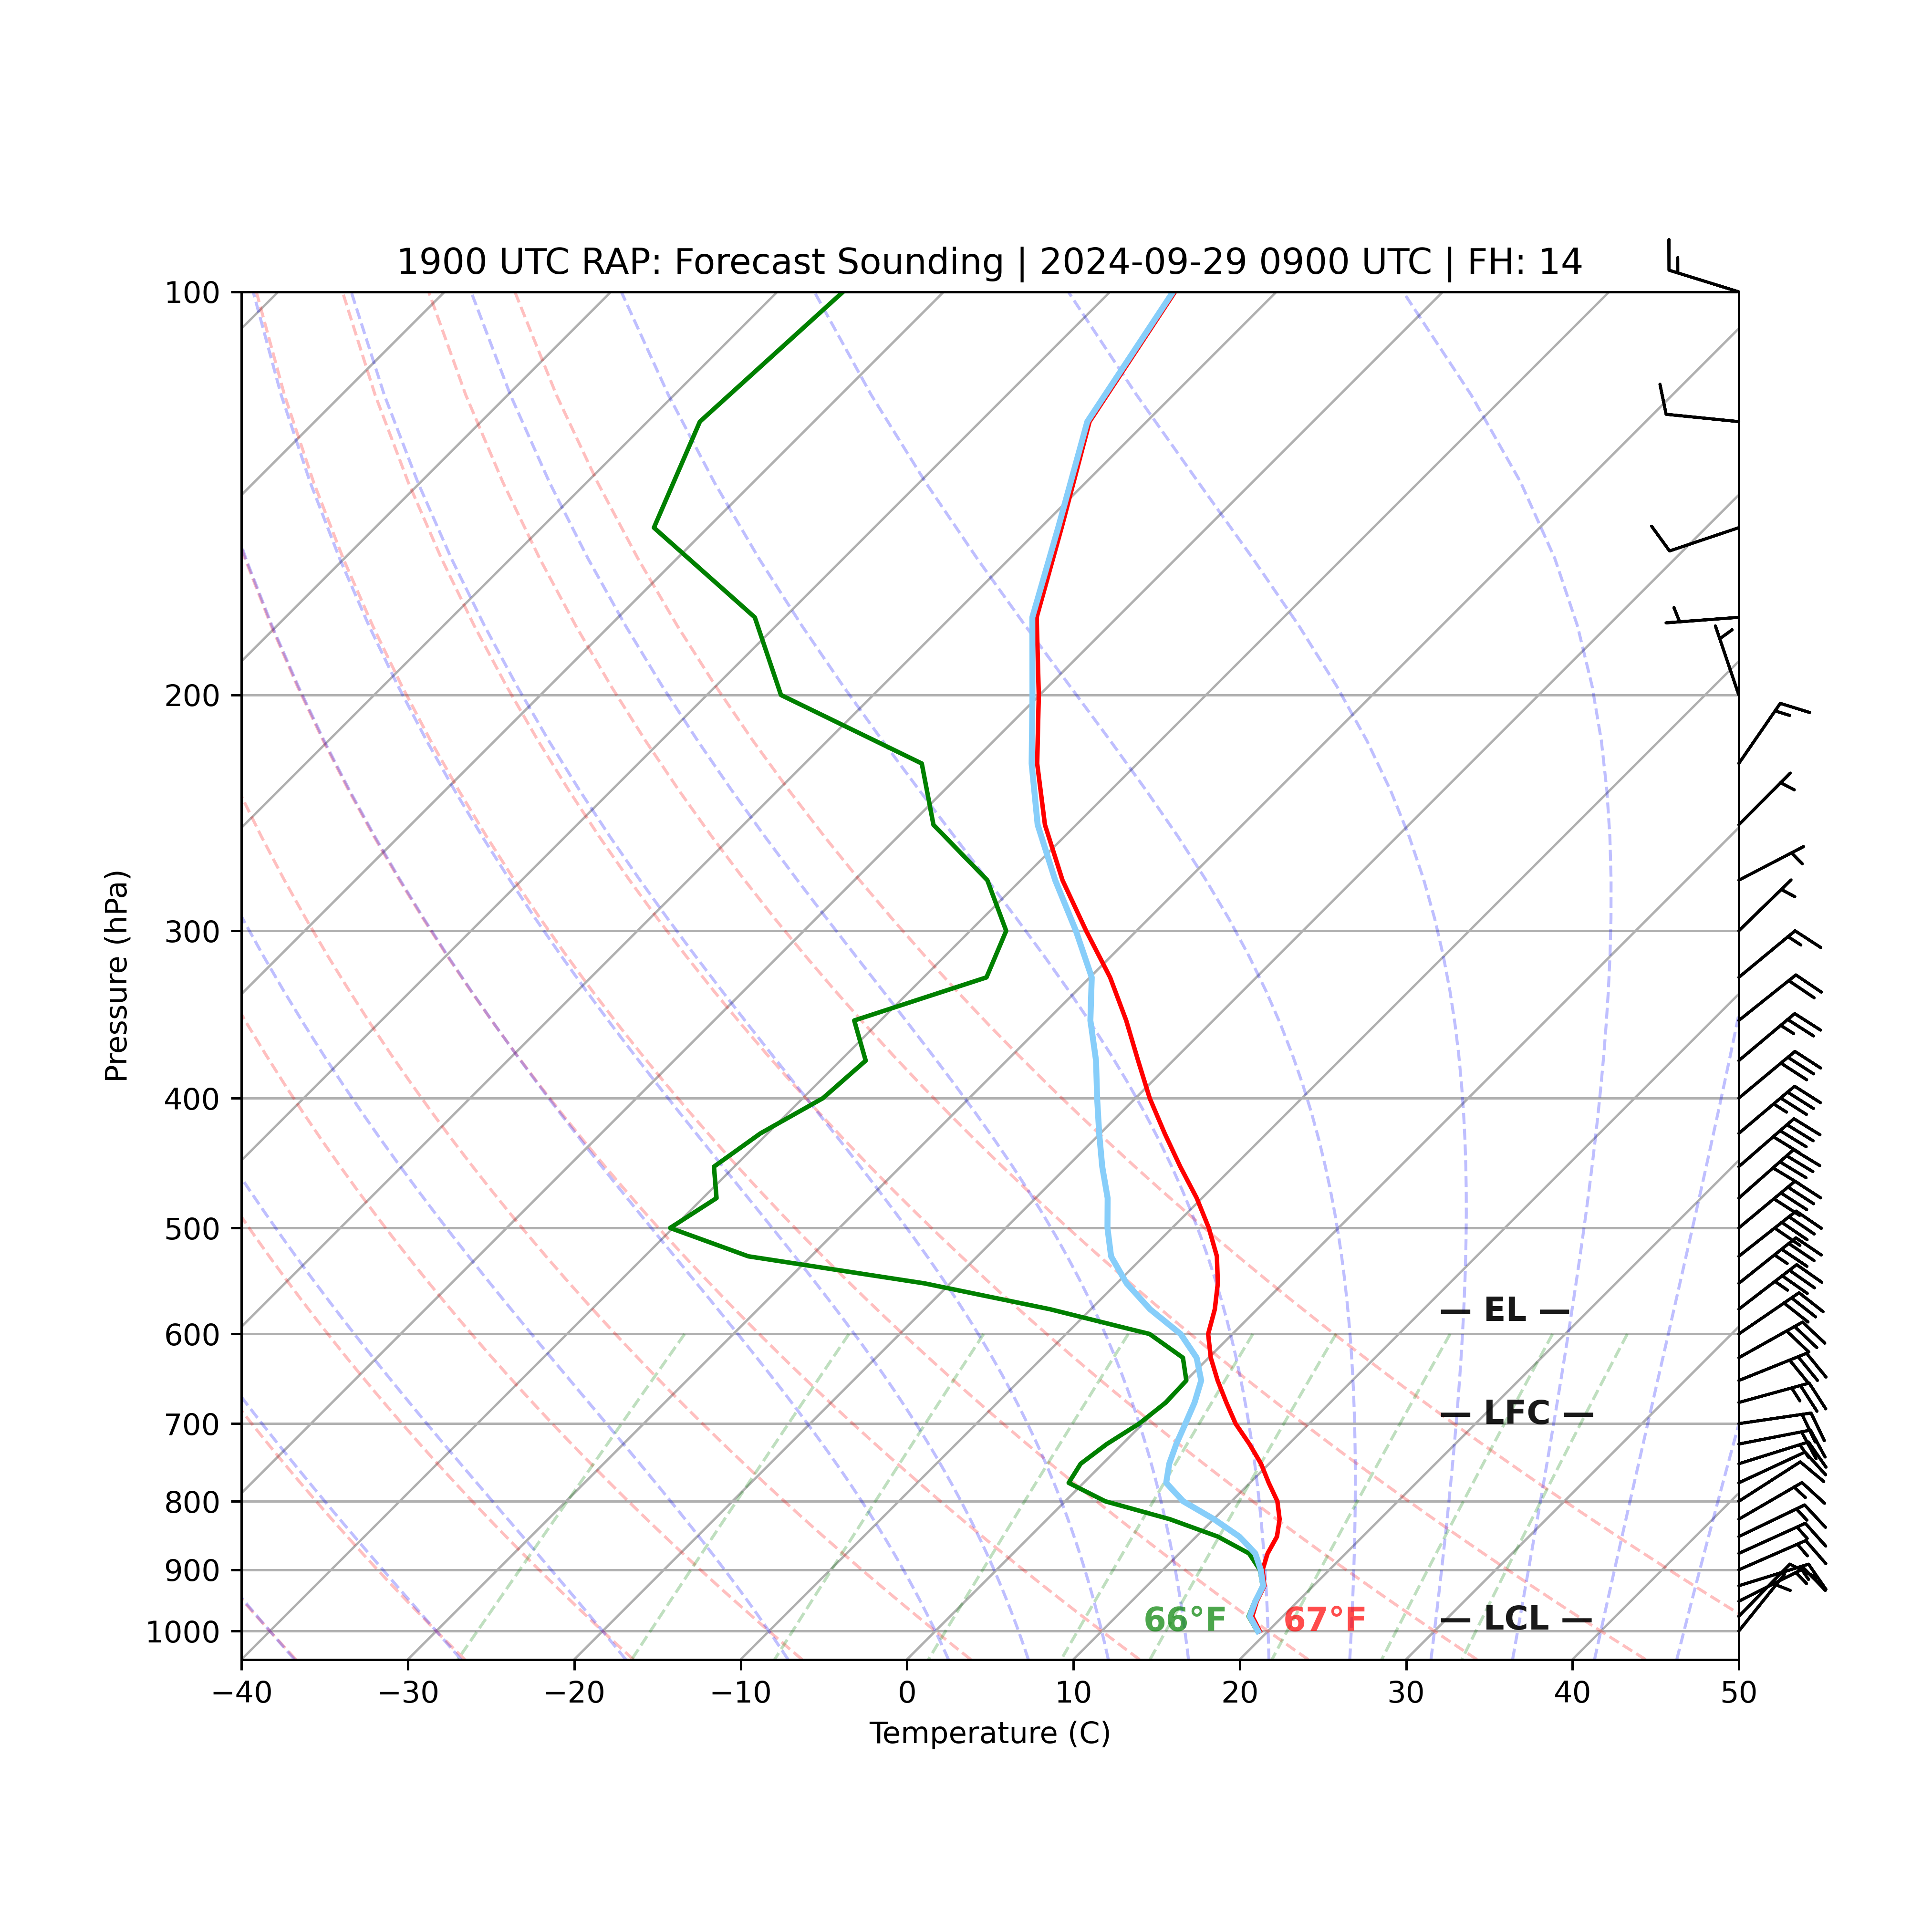 1900 UTC RAP: Forecast Sounding | 2024-09-29 0900 UTC | FH: 14
100
200
300
400
500
600
700
800
900
1000
Pressure (hPa)
— EL —
— LFC —
66°F 67°F — LCL —
−40 −30 −20 −10 0 10 20 30 40 50
Temperature (C)